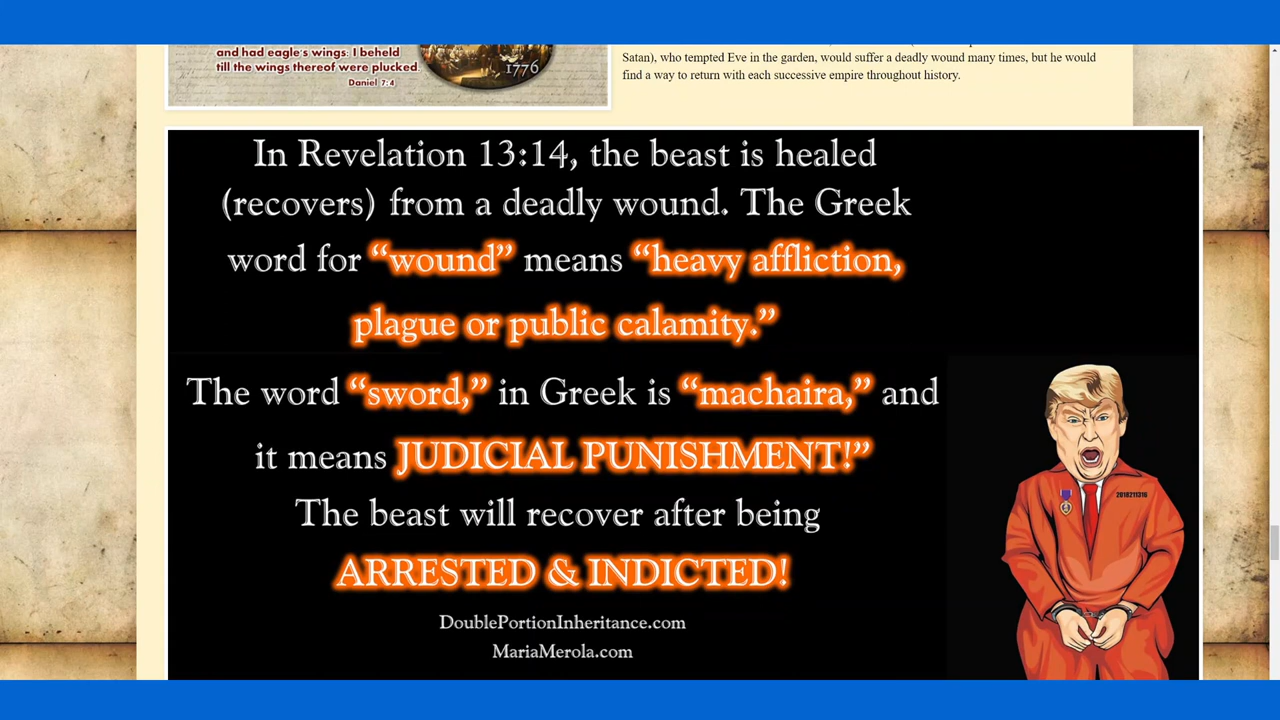 and had eagle's wings: I beheld
till the wings thereof were plucked.
Daniel 7:4
1776
Satan), who tempted Eve in the garden, would suffer a deadly wound many times, but he would
find a way to return with each successive empire throughout history.
In Revelation 13:14, the beast is healed
(recovers) from a deadly wound. The Greek
word for “wound” means “heavy affliction,
plague or public calamity.”
The word “sword,” in Greek is “machaira,” and
it means JUDICIAL PUNISHMENT!”
The beast will recover after being
ARRESTED & INDICTED!
DoublePortionInheritance.com
MariaMerola.com
2018211316